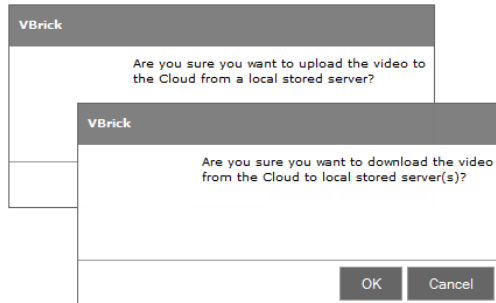 VBrick
Are you sure you want to upload the video to
the Cloud from a local stored server?
VBrick
Are you sure you want to download the video
from the Cloud to local stored server(s)?
OK
Cancel